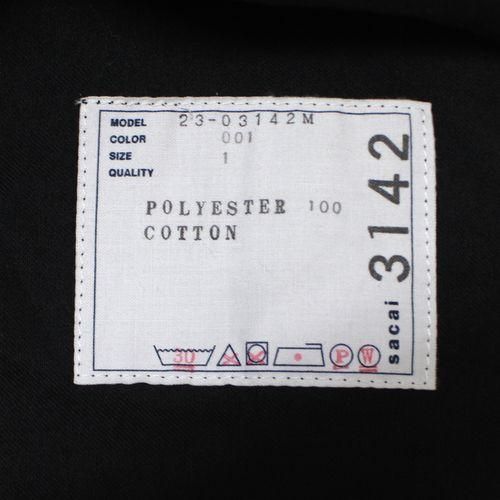 MODEL 23-03142M
COLOR 001
SIZE 1
QUALITY
POLYESTER 100
COTTON
30
P W
sacai 3142